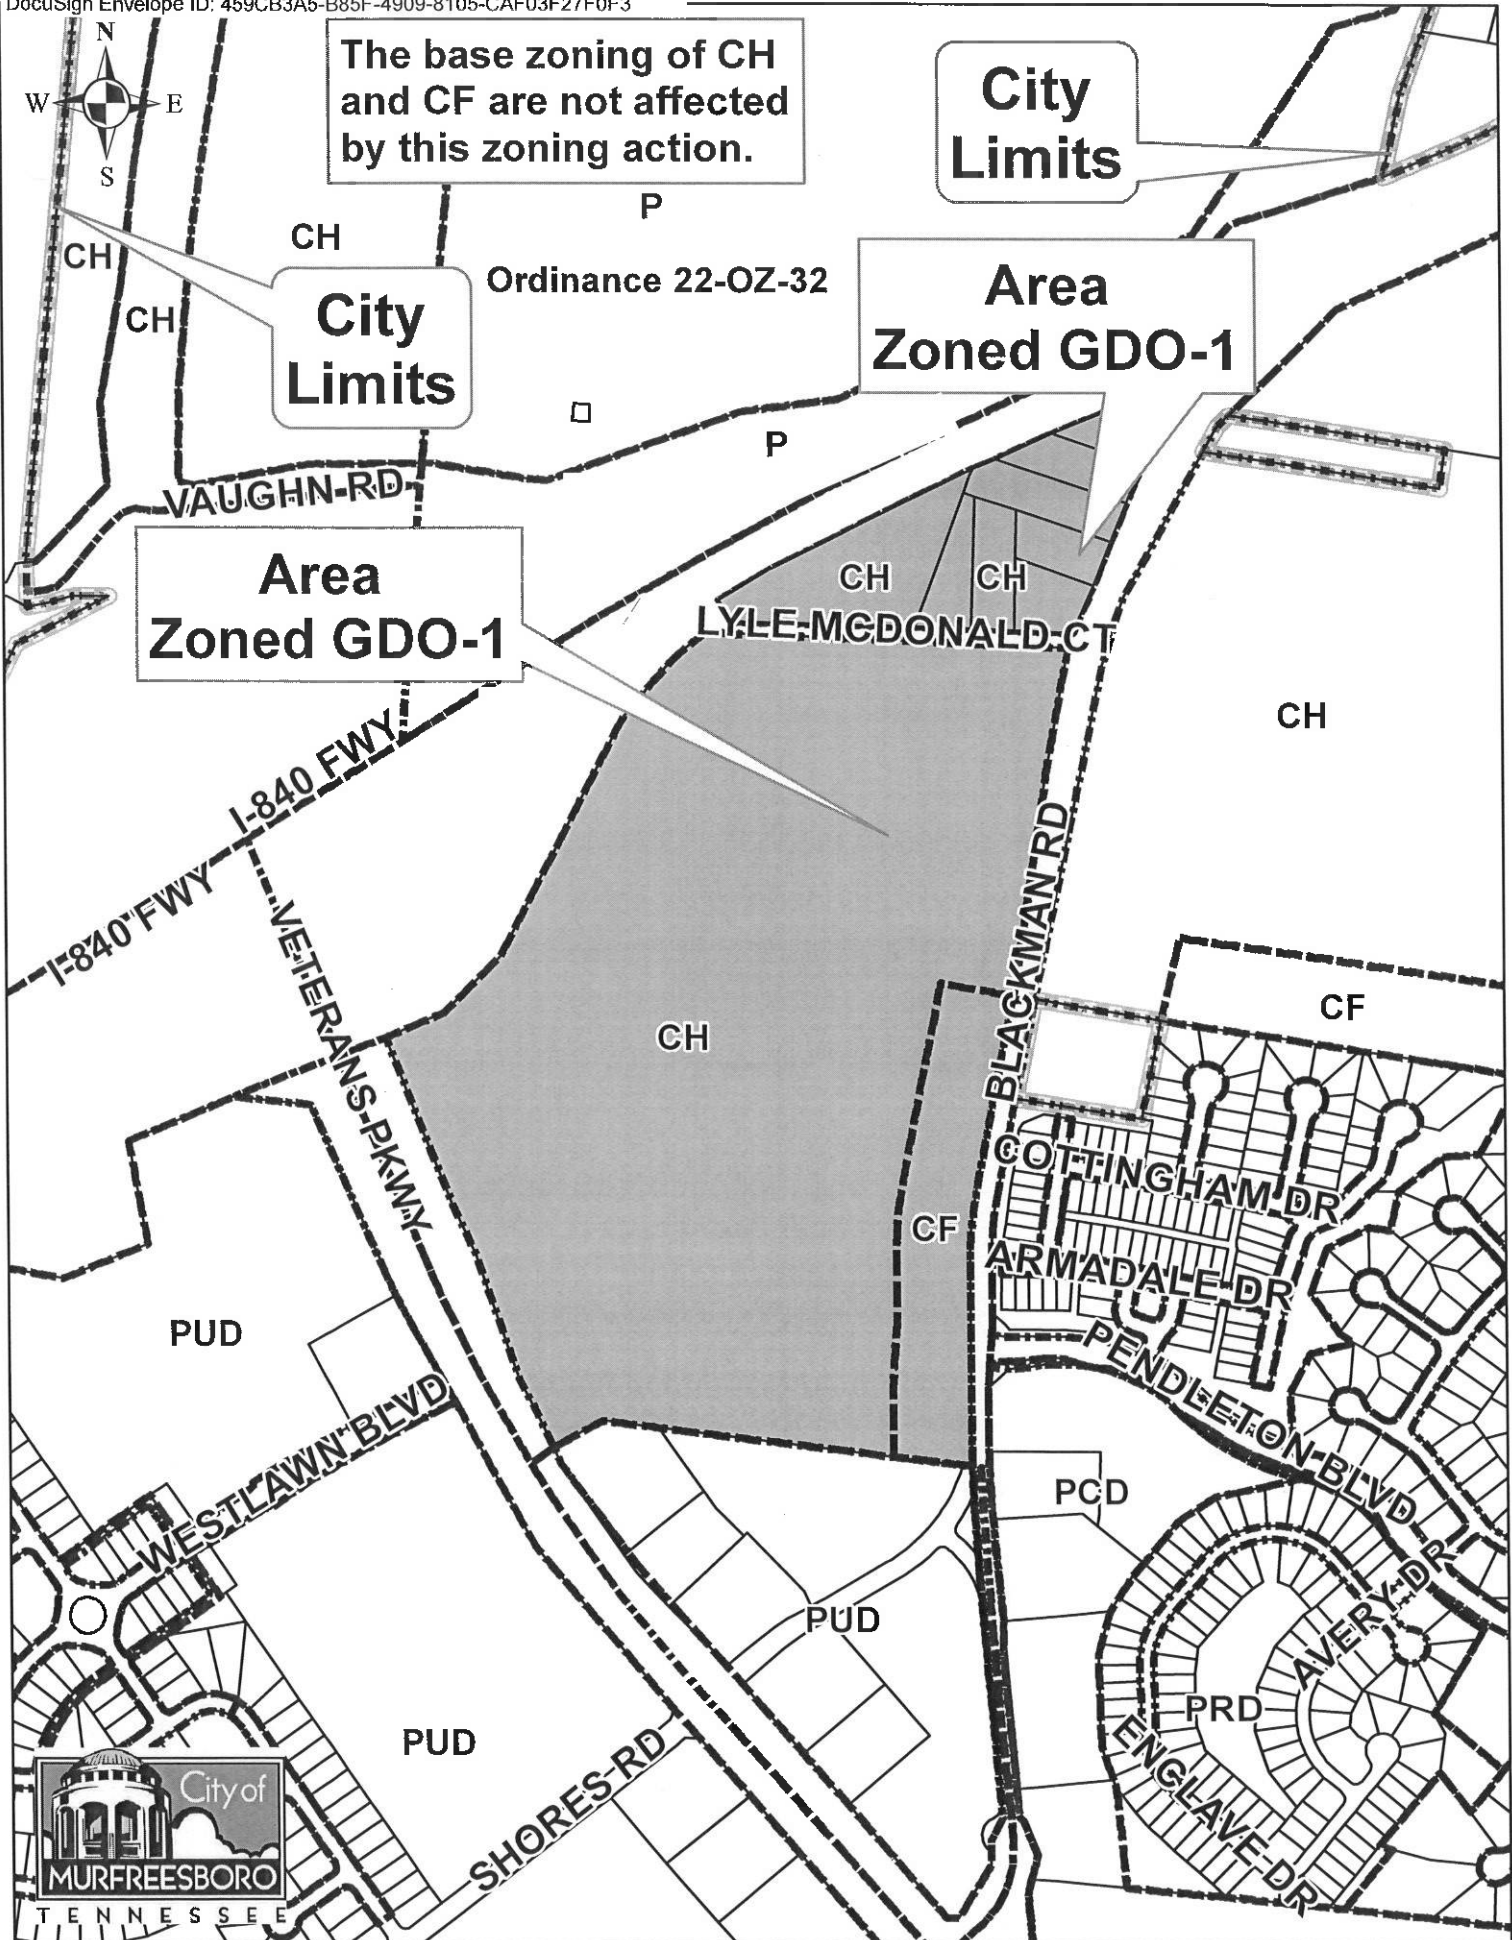 DocuSign Envelope ID: 459CB3A5-B85F-4909-8105-CAF03F27F0F3
N
W E
S
The base zoning of CH
and CF are not affected
by this zoning action.
City
Limits
P
CH
CH
CH
Ordinance 22-OZ-32
City
Limits
Area
Zoned GDO-1
P
VAUGHN RD
Area
Zoned GDO-1
CH
CH
LYLE MCDONALD CT
CH
I-840 FWY
I-840 FWY
VETERANS PKWY
BLACKMAN RD
CF
CH
COTTINGHAM DR
CF
ARMADALE DR
PUD
PENDLETON BLVD
WESTLAWN BLVD
PCD
AVERY DR
PUD
PRD
PUD
ENCLAVE DR
SHORES RD
City of
MURFREESBORO
TENNESSEE